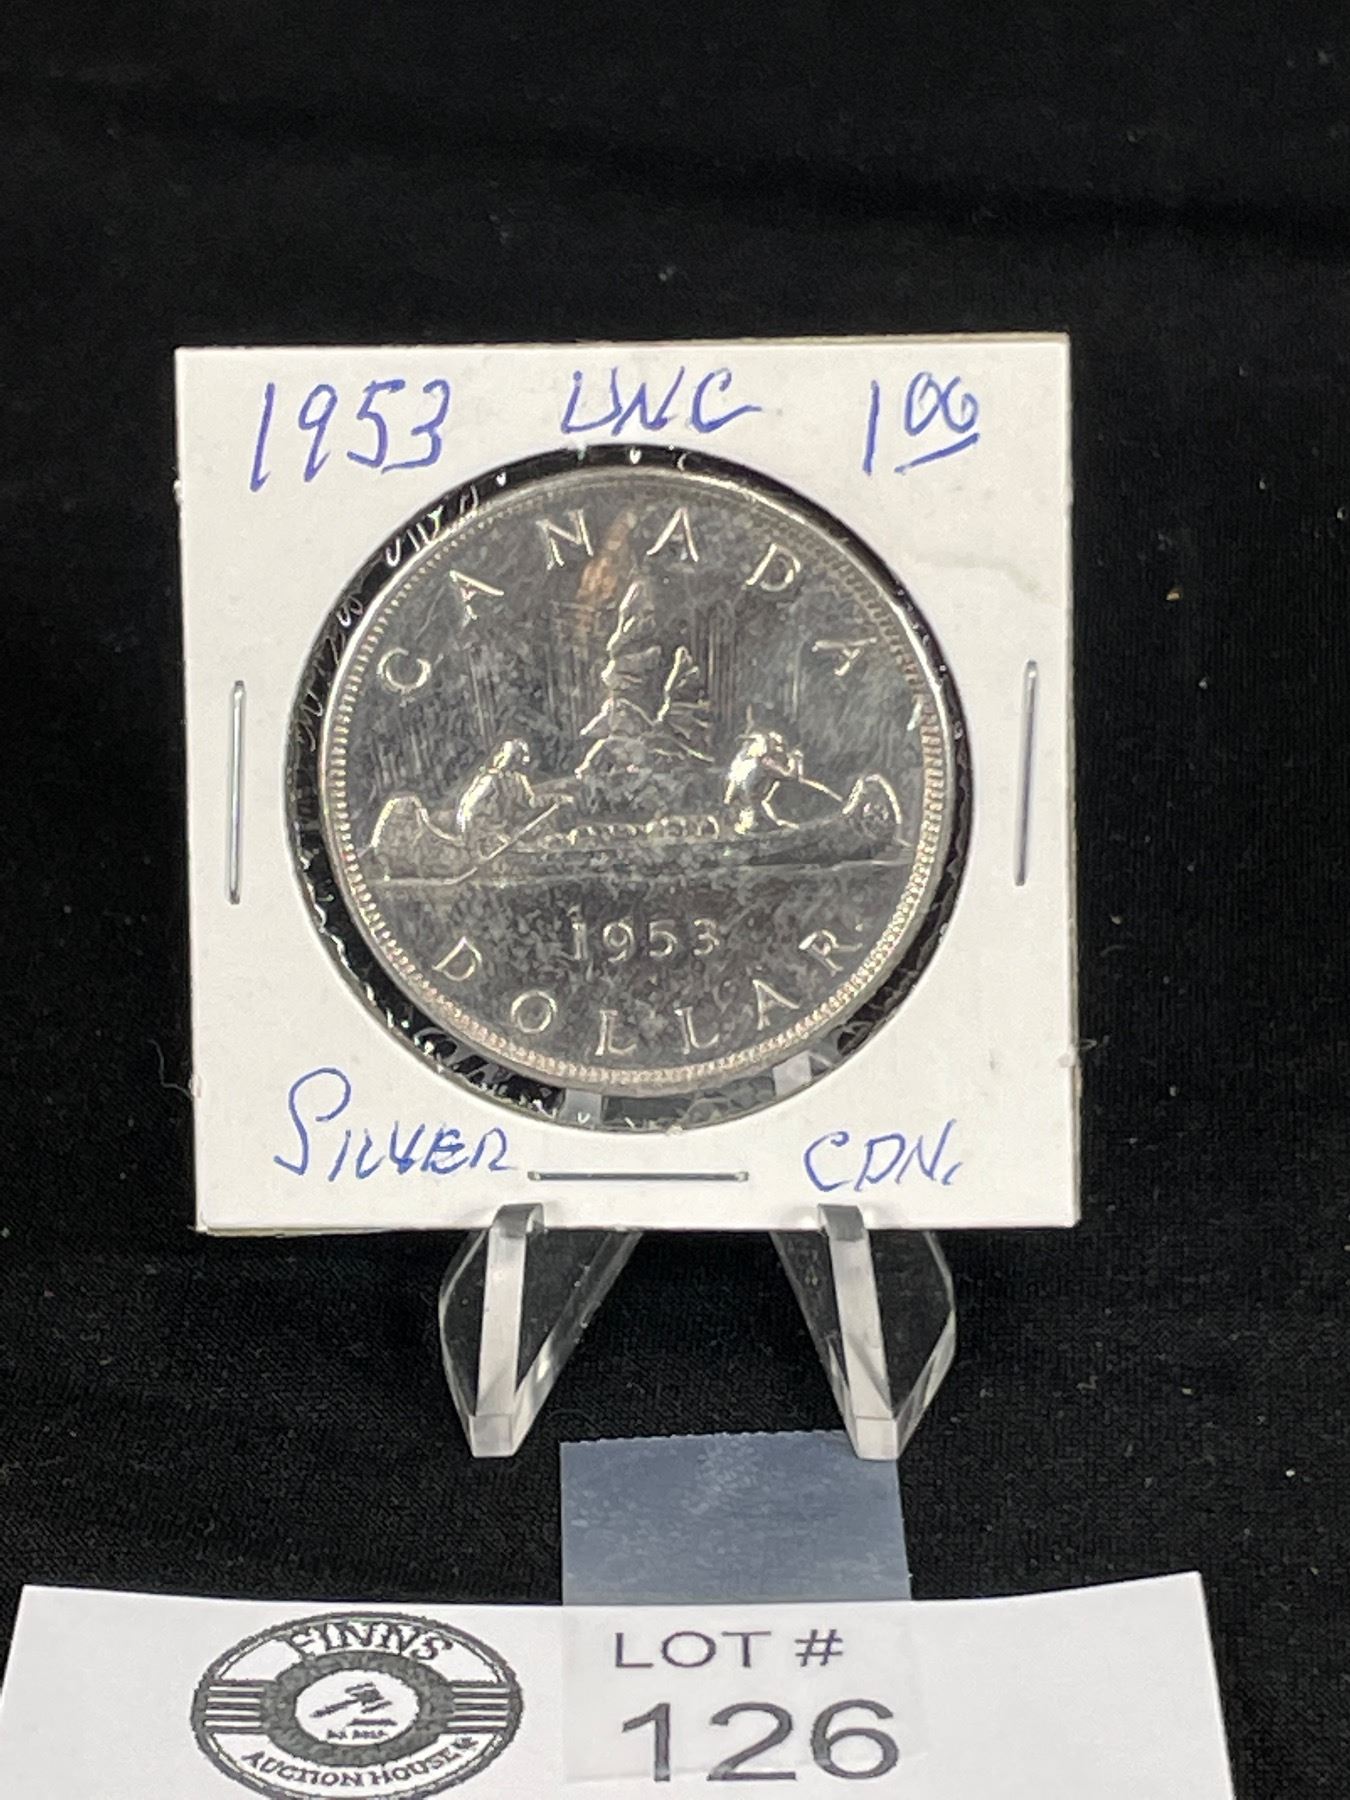 1953 UNC 1 00
CANADA
1953
DOLLAR
SILVER CDN.
FINNS
AUCTION HOUSE
LOT #
126